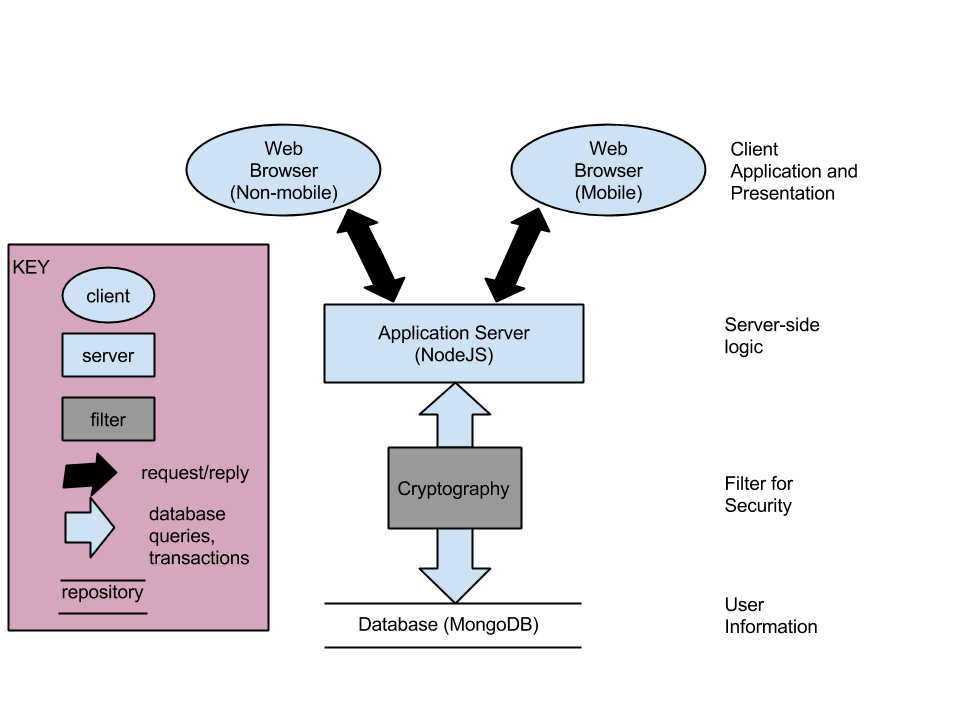 Web
Browser
(Non-mobile)
Web
Browser
(Mobile)
Client
Application and
Presentation
KEY
client
server
filter
request/reply
database
queries,
transactions
repository
Application Server
(NodeJS)
Server-side
logic
Cryptography
Filter for
Security
Database (MongoDB)
User
Information